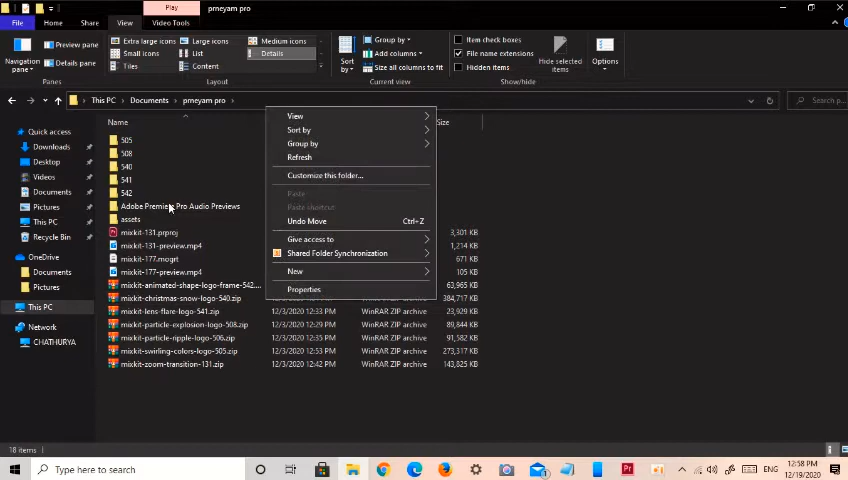 Play
prneyam pro
File
Home
Share
View
Video Tools
Navigation pane
Preview pane
Details pane
Extra large icons
Large icons
Medium icons
Small icons
List
Details
Tiles
Content
Sort by
Group by
Add columns
Size all columns to fit
Item check boxes
File name extensions
Hidden items
Hide selected items
Options
Panes
Layout
Current view
Show/hide
This PC
Documents
prneyam pro
Search p...
Quick access
Downloads
Desktop
Videos
Documents
Pictures
This PC
Recycle Bin
OneDrive
Documents
Pictures
This PC
Network
CHATHURYA
Name
Size
505
508
540
541
542
Adobe Premiere Pro Audio Previews
assets
mixkit-131.prproj 3,301 KB
mixkit-131-preview.mp4 1,214 KB
mixkit-177.mogrt 671 KB
mixkit-177-preview.mp4 105 KB
mixkit-animated-shape-logo-frame-542.... 63,965 KB
mixkit-christmas-snow-logo-540.zip 384,717 KB
mixkit-lens-flare-logo-541.zip 12/3/2020 12:33 PM WinRAR ZIP archive 23,929 KB
mixkit-particle-explosion-logo-508.zip 12/3/2020 12:44 PM WinRAR ZIP archive 89,844 KB
mixkit-particle-ripple-logo-506.zip 12/3/2020 12:35 PM WinRAR ZIP archive 91,582 KB
mixkit-swirling-colors-logo-505.zip 12/3/2020 12:53 PM WinRAR ZIP archive 273,317 KB
mixkit-zoom-transition-131.zip 12/3/2020 12:42 PM WinRAR ZIP archive 143,825 KB
View
Sort by
Group by
Refresh
Customize this folder...
Paste
Paste shortcut
Undo Move Ctrl+Z
Give access to
Shared Folder Synchronization
New
Properties
18 items
Type here to search
ENG
12:58 PM
12/19/2020